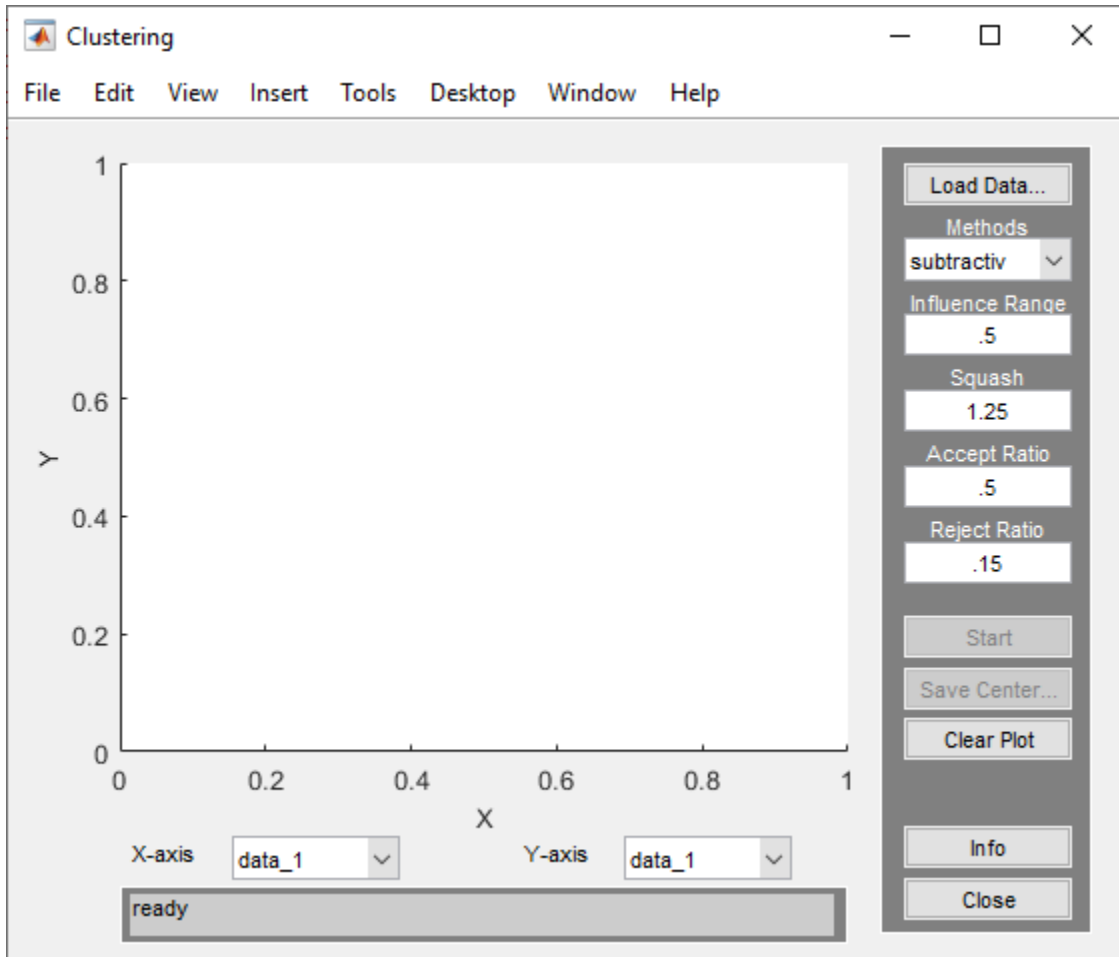 Clustering
File Edit View Insert Tools Desktop Window Help
1
0.8
0.6
0.4
0.2
0
Y
0 0.2 0.4 0.6 0.8 1
X
X-axis data_1 Y-axis data_1
ready
Load Data...
Methods
subtractiv
Influence Range
.5
Squash
1.25
Accept Ratio
.5
Reject Ratio
.15
Start
Save Center...
Clear Plot
Info
Close